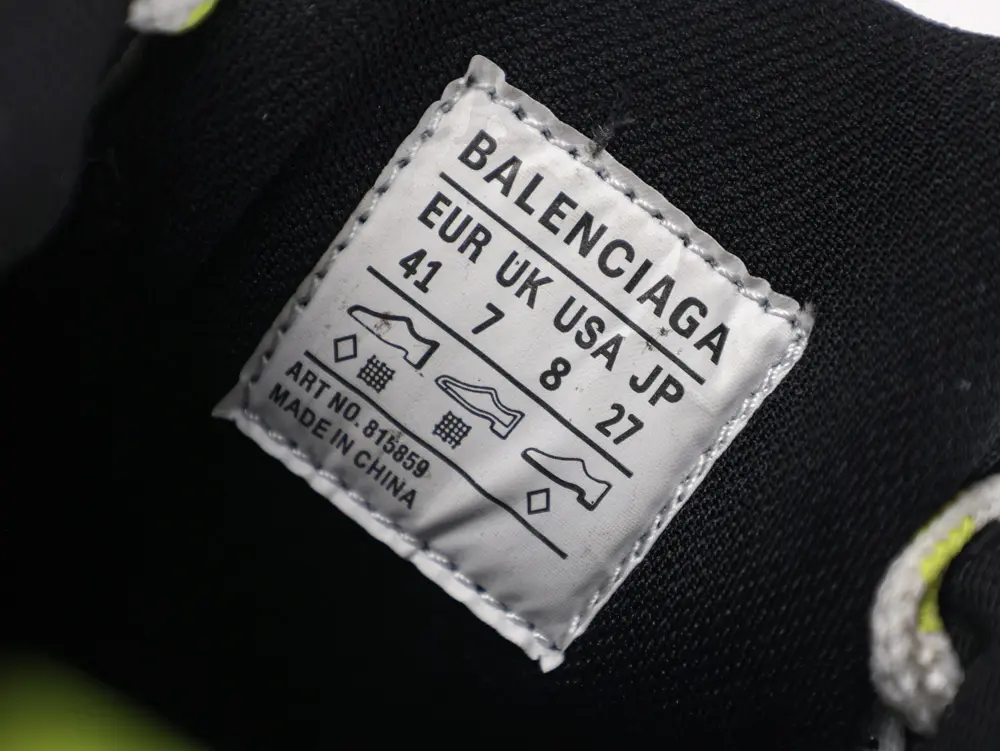 BALENCIAGA
EUR UK USA JP
41 7 8 27
ART NO. 815859
MADE IN CHINA